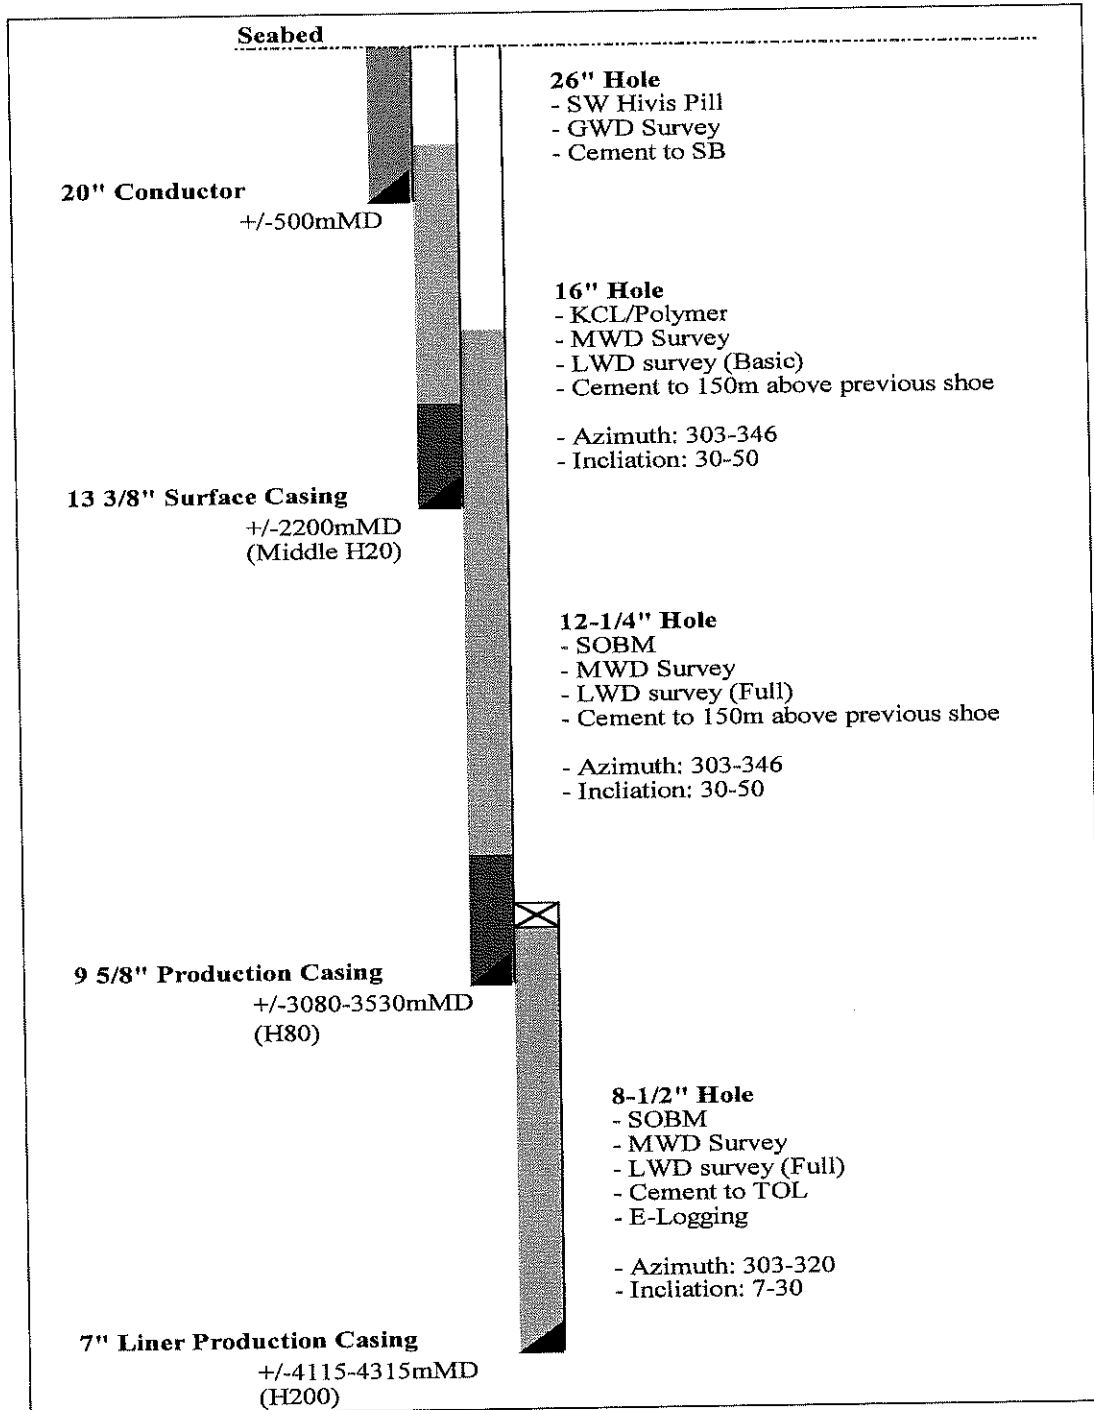 Seabed
26" Hole
- SW Hivis Pill
- GWD Survey
- Cement to SB
20" Conductor
+/-500mMD
16" Hole
- KCL/Polymer
- MWD Survey
- LWD survey (Basic)
- Cement to 150m above previous shoe
- Azimuth: 303-346
- Incliation: 30-50
13 3/8" Surface Casing
+/-2200mMD
(Middle H20)
12-1/4" Hole
- SOBM
- MWD Survey
- LWD survey (Full)
- Cement to 150m above previous shoe
- Azimuth: 303-346
- Incliation: 30-50
9 5/8" Production Casing
+/-3080-3530mMD
(H80)
8-1/2" Hole
- SOBM
- MWD Survey
- LWD survey (Full)
- Cement to TOL
- E-Logging
- Azimuth: 303-320
- Incliation: 7-30
7" Liner Production Casing
+/-4115-4315mMD
(H200)